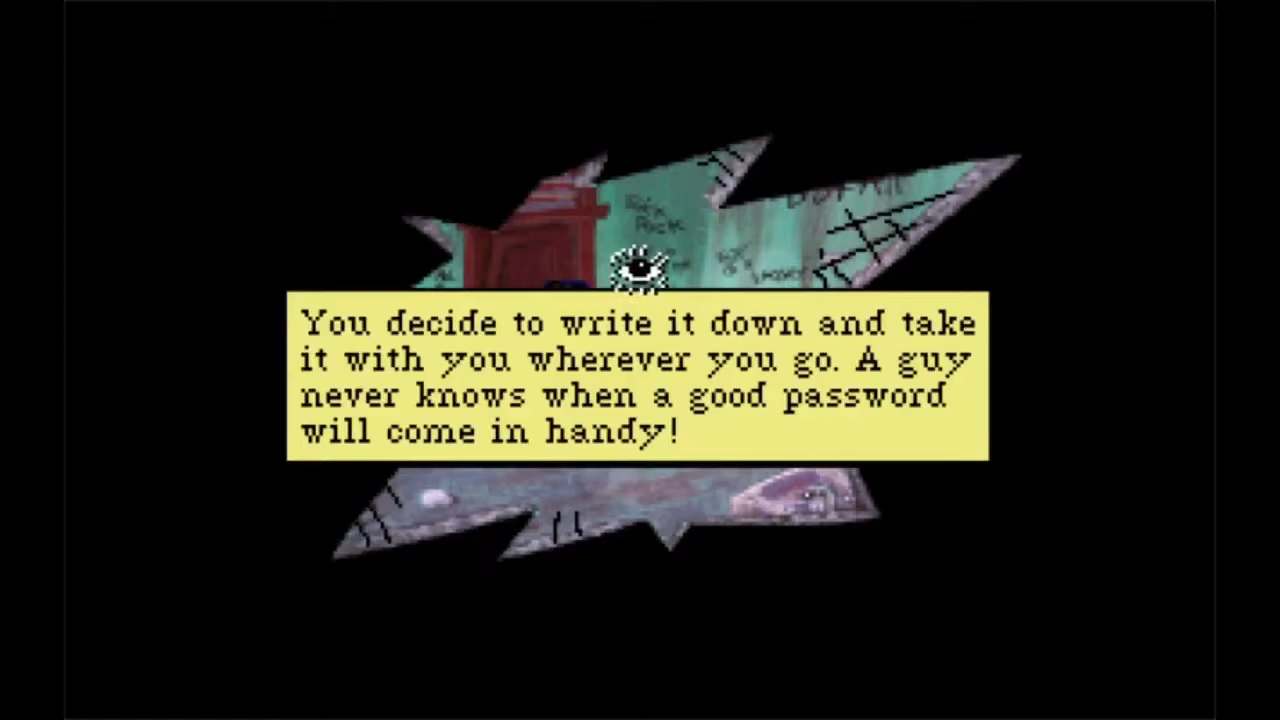 You decide to write it down and take
it with you wherever you go. A guy
never knows when a good password
will come in handy!